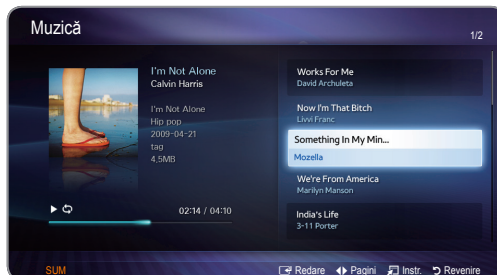 Muzică
1/2
I'm Not Alone
Calvin Harris
I'm Not Alone
Hip pop
2009-04-21
tag
4,5MB
02:14 / 04:10
Works For Me
David Archuleta
Now I'm That Bitch
Livvi Franc
Something In My Min...
Mozella
We're From America
Marilyn Manson
India's Life
3-11 Porter
SUM
Redare
Pagini
Instr.
Revenire